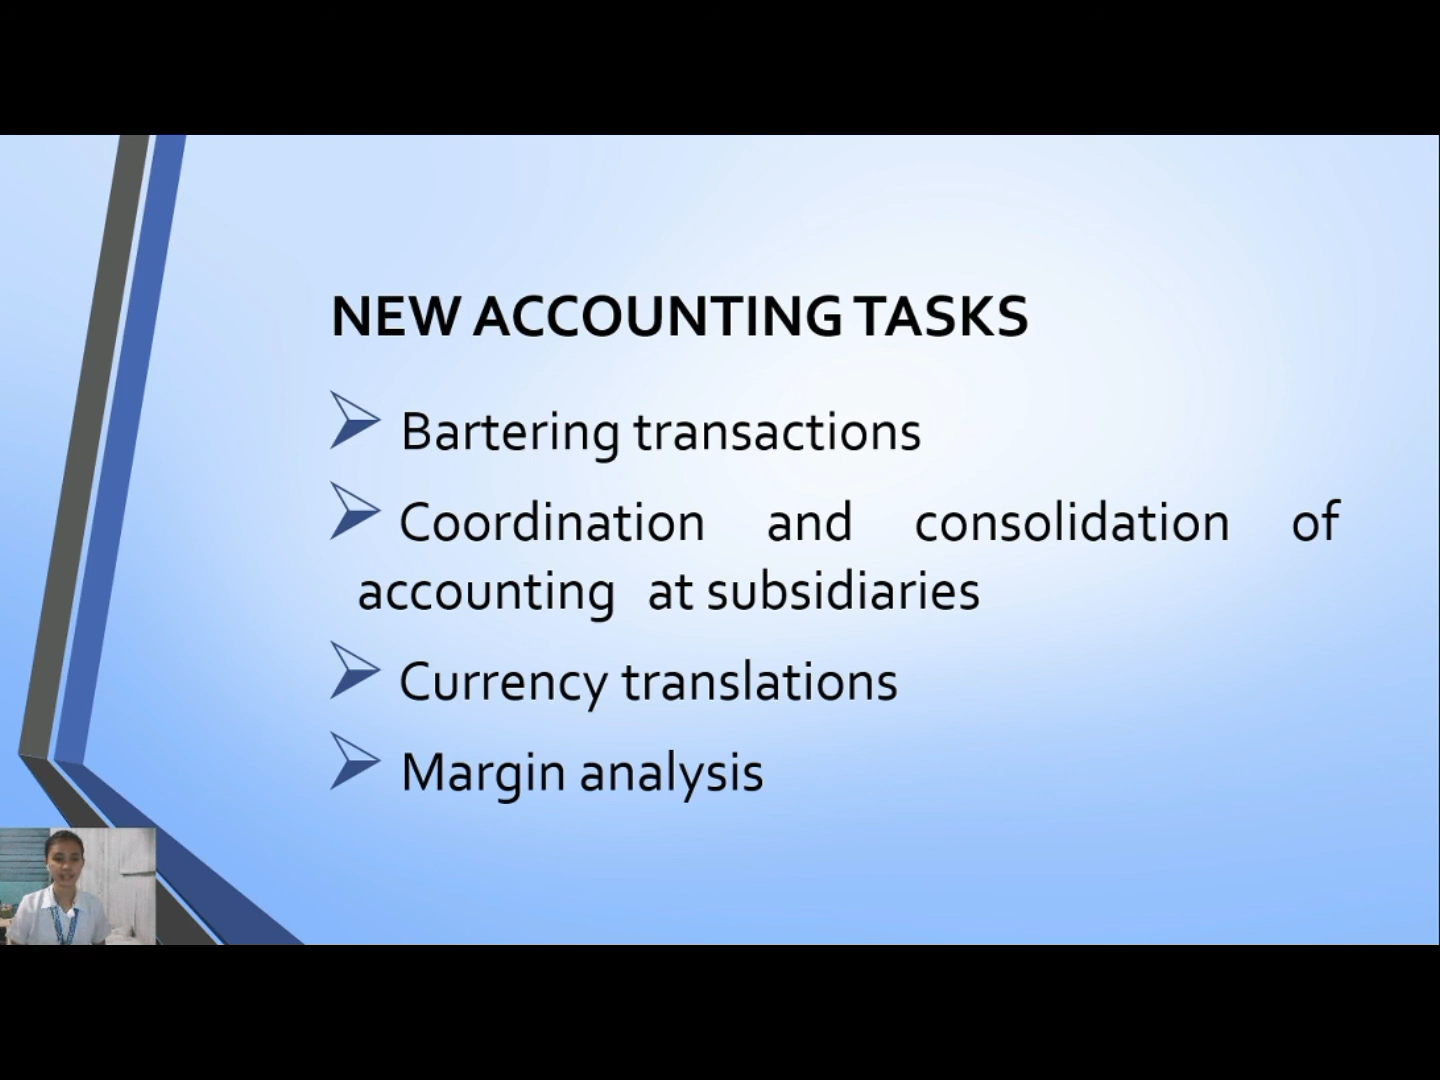 NEW ACCOUNTING TASKS
Bartering transactions
Coordination and consolidation of
accounting at subsidiaries
Currency translations
Margin analysis